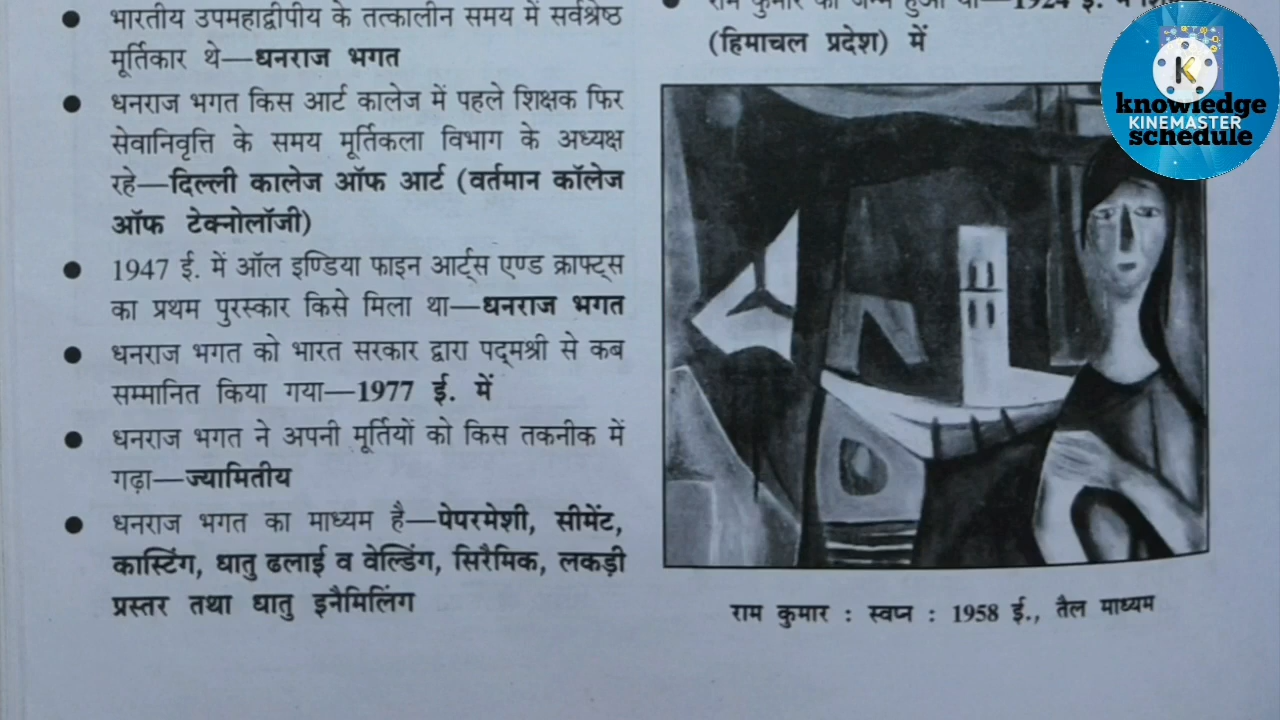 भारतीय उपमहाद्वीपीय के तत्कालीन समय में सर्वश्रेष्ठ
मूर्तिकार थे—धनराज भगत
धनराज भगत किस आर्ट कालेज में पहले शिक्षक फिर
सेवानिवृत्ति के समय मूर्तिकला विभाग के अध्यक्ष
रहे—दिल्ली कालेज ऑफ आर्ट (वर्तमान कॉलेज
ऑफ टेक्नोलॉजी)
1947 ई. में ऑल इण्डिया फाइन आर्ट्स एण्ड क्राफ्ट्स
का प्रथम पुरस्कार किसे मिला था—धनराज भगत
धनराज भगत को भारत सरकार द्वारा पद्मश्री से कब
सम्मानित किया गया—1977 ई. में
धनराज भगत ने अपनी मूर्तियों को किस तकनीक में
गढ़ा—ज्यामितीय
धनराज भगत का माध्यम है—पेपरमेशी, सीमेंट,
कास्टिंग, धातु ढलाई व वेल्डिंग, सिरैमिक, लकड़ी
प्रस्तर तथा धातु इनैमिलिंग
राम कुमार का जन्म हुआ था—1924 ई. में
(हिमाचल प्रदेश) में
राम कुमार : स्वप्न : 1958 ई., तैल माध्यम
K
knowledge
KINEMASTER
schedule